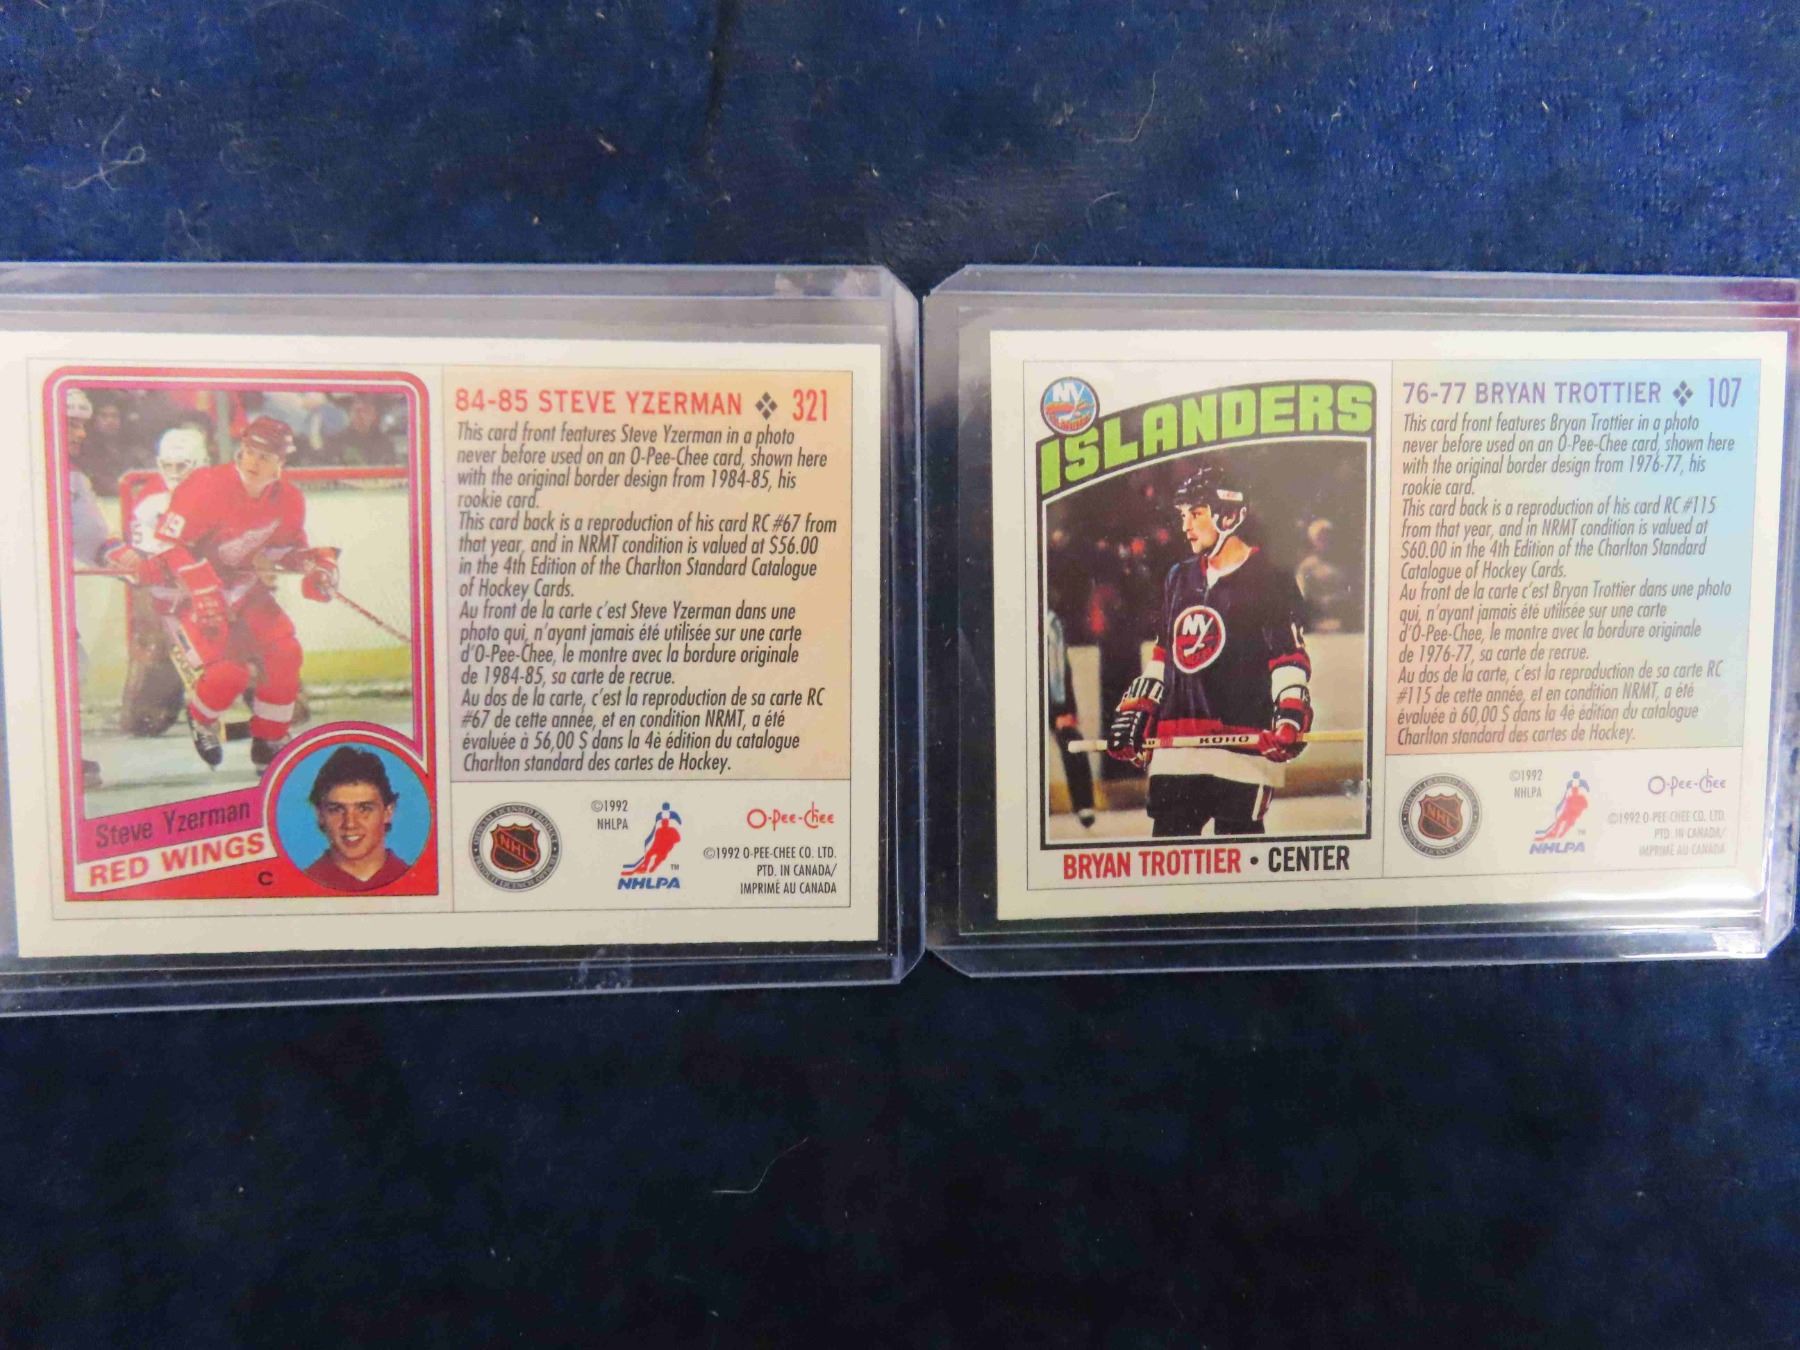 84-85 STEVE YZERMAN ❖ 321
This card front features Steve Yzerman in a photo
never before used on an O-Pee-Chee card, shown here
with the original border design from 1984-85, his
rookie card.
This card back is a reproduction of his card RC #67 from
that year, and in NRMT condition is valued at $56.00
in the 4th Edition of the Charlton Standard Catalogue
of Hockey Cards.
Au front de la carte c'est Steve Yzerman dans une
photo qui, n'ayant jamais été utilisée sur une carte
d'O-Pee-Chee, le montre avec la bordure originale
de 1984-85, sa carte de recrue.
Au dos de la carte, c'est la reproduction de sa carte RC
#67 de cette année, et en condition NRMT, a été
évaluée à 56,00 $ dans la 4è édition du catalogue
Charlton standard des cartes de Hockey.
19
Steve Yzerman
RED WINGS
C
NHL
©1992
NHLPA
NHLPA
TM
O-Pee-Chee
©1992 O-PEE-CHEE CO. LTD.
PTD. IN CANADA/
IMPRIMÉ AU CANADA
NY
ISLANDERS
NY
KOHO
BRYAN TROTTIER • CENTER
76-77 BRYAN TROTTIER ❖ 107
This card front features Bryan Trottier in a photo
never before used on an O-Pee-Chee card, shown here
with the original border design from 1976-77, his
rookie card.
This card back is a reproduction of his card RC #115
from that year, and in NRMT condition is valued at
$60.00 in the 4th Edition of the Charlton Standard
Catalogue of Hockey Cards.
Au front de la carte c'est Bryan Trottier dans une photo
qui, n'ayant jamais été utilisée sur une carte
d'O-Pee-Chee, le montre avec la bordure originale
de 1976-77, sa carte de recrue.
Au dos de la carte, c'est la reproduction de sa carte RC
#115 de cette année, et en condition NRMT, a été
évaluée à 60,00 $ dans la 4è édition du catalogue
Charlton standard des cartes de Hockey.
NHL
©1992
NHLPA
NHLPA
TM
O-Pee-Chee
©1992 O-PEE-CHEE CO. LTD.
PTD. IN CANADA/
IMPRIMÉ AU CANADA